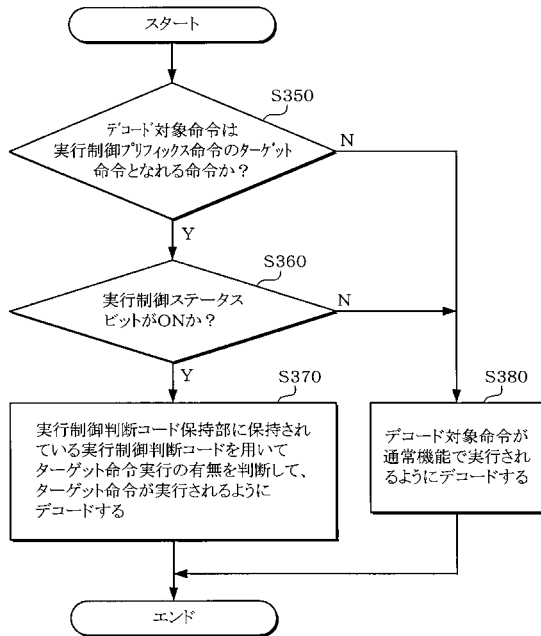 スタート
S350
デコード対象命令は
実行制御プリフィックス命令のターゲット
命令となれる命令か？
N
Y
S360
実行制御ステータス
ビットがONか？
N
Y
S370
実行制御判断コード保持部に保持され
ている実行制御判断コードを用いて
ターゲット命令実行の有無を判断して、
ターゲット命令が実行されるように
デコードする
S380
デコード対象命令が
通常機能で実行され
るようにデコードする
エンド